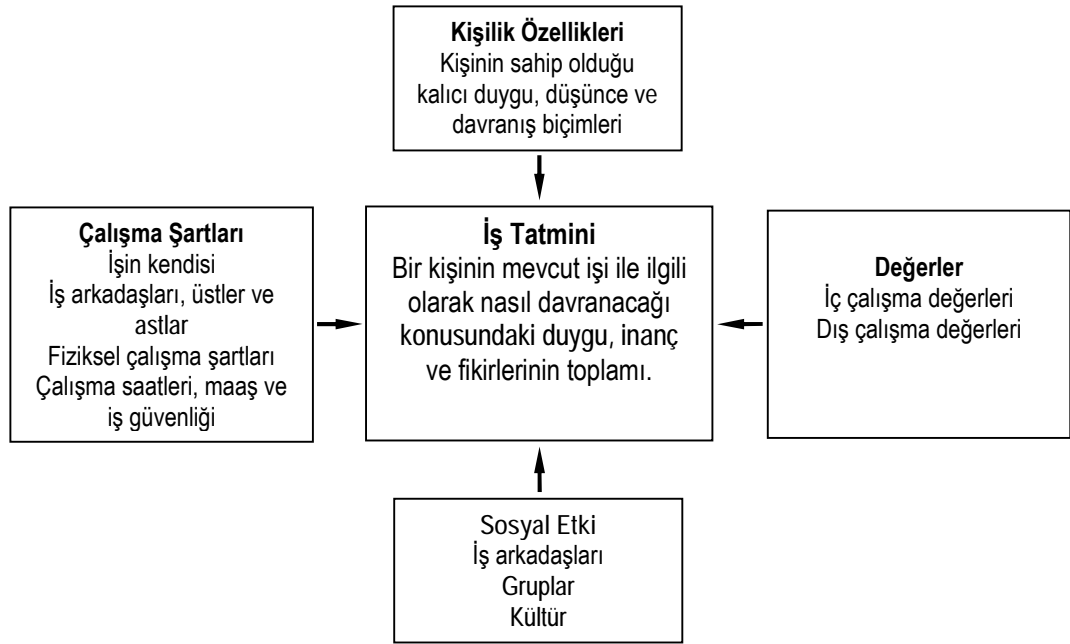 Kişilik Özellikleri
Kişinin sahip olduğu
kalıcı duygu, düşünce ve
davranış biçimleri
Çalışma Şartları
İşin kendisi
İş arkadaşları, üstler ve
astlar
Fiziksel çalışma şartları
Çalışma saatleri, maaş ve
iş güvenliği
İş Tatmini
Bir kişinin mevcut işi ile ilgili
olarak nasıl davranacağı
konusundaki duygu, inanç
ve fikirlerinin toplamı.
Değerler
İç çalışma değerleri
Dış çalışma değerleri
Sosyal Etki
İş arkadaşları
Gruplar
Kültür